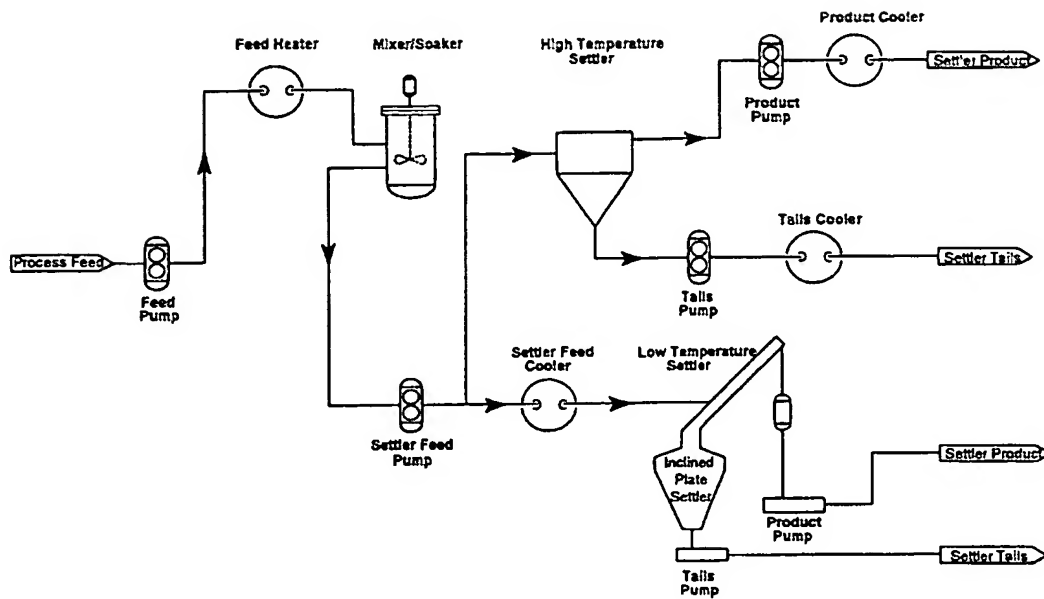 Product Cooler
Feed Heater
Mixer/Soaker
High Temperature
Settler
Settler Product
Product
Pump
Tails Cooler
Process Feed
Settler Tails
Feed
Pump
Tails
Pump
Settler Feed
Cooler
Low Temperature
Settler
Settler Feed
Pump
Inclined
Plate
Settler
Settler Product
Product
Pump
Settler Tails
Tails
Pump